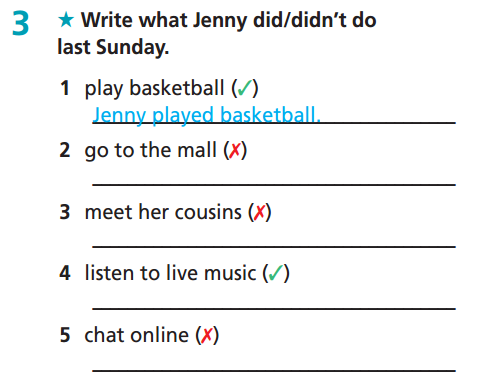 3 ★ Write what Jenny did/didn’t do
last Sunday.
1 play basketball (✓)
Jenny played basketball.
2 go to the mall (✗)
3 meet her cousins (✗)
4 listen to live music (✓)
5 chat online (✗)